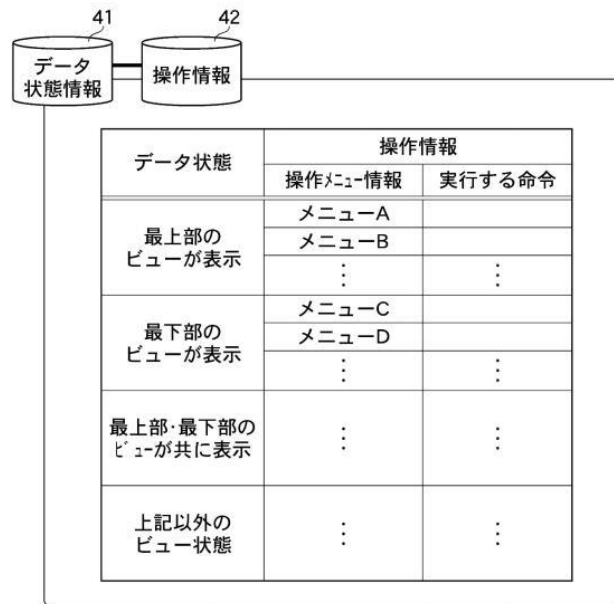 41
42
データ
状態情報
操作情報
データ状態
操作情報
操作メニュー情報
実行する命令
最上部の
ビューが表示
メニューA
メニューB
⋮
⋮
最下部の
ビューが表示
メニューC
メニューD
⋮
⋮
最上部・最下部の
ビューが共に表示
⋮
⋮
上記以外の
ビュー状態
⋮
⋮